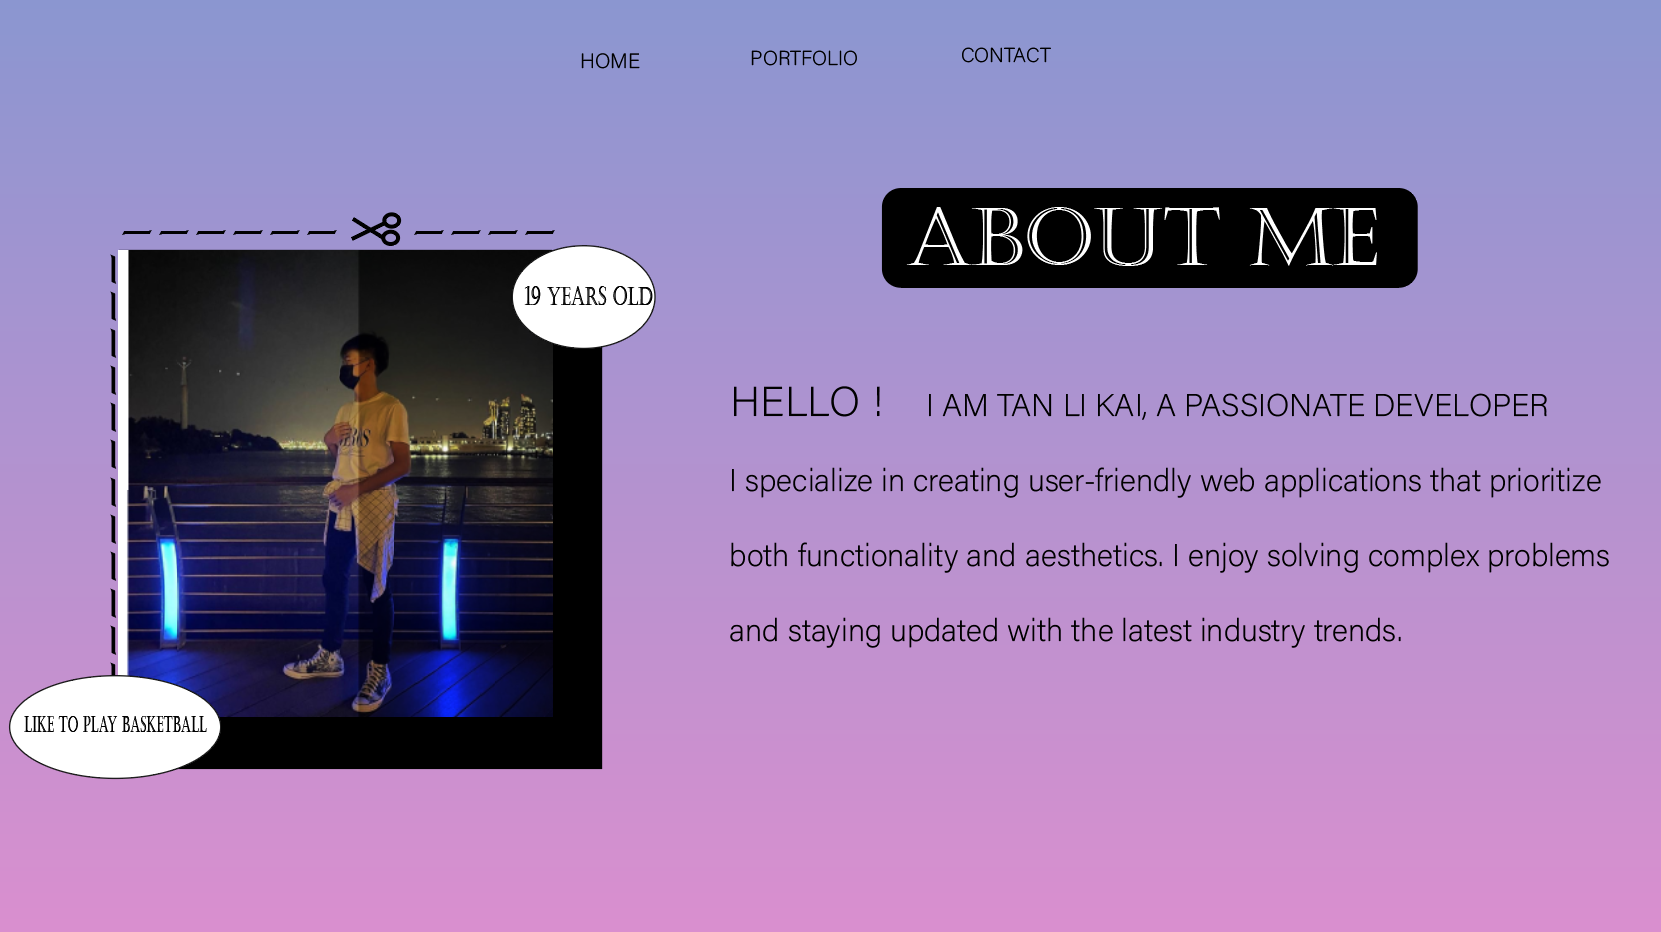 HOME
PORTFOLIO
CONTACT
ABOUT ME
19 YEARS OLD
LIKE TO PLAY BASKETBALL
HELLO ! I AM TAN LI KAI, A PASSIONATE DEVELOPER
I specialize in creating user-friendly web applications that prioritize
both functionality and aesthetics. I enjoy solving complex problems
and staying updated with the latest industry trends.